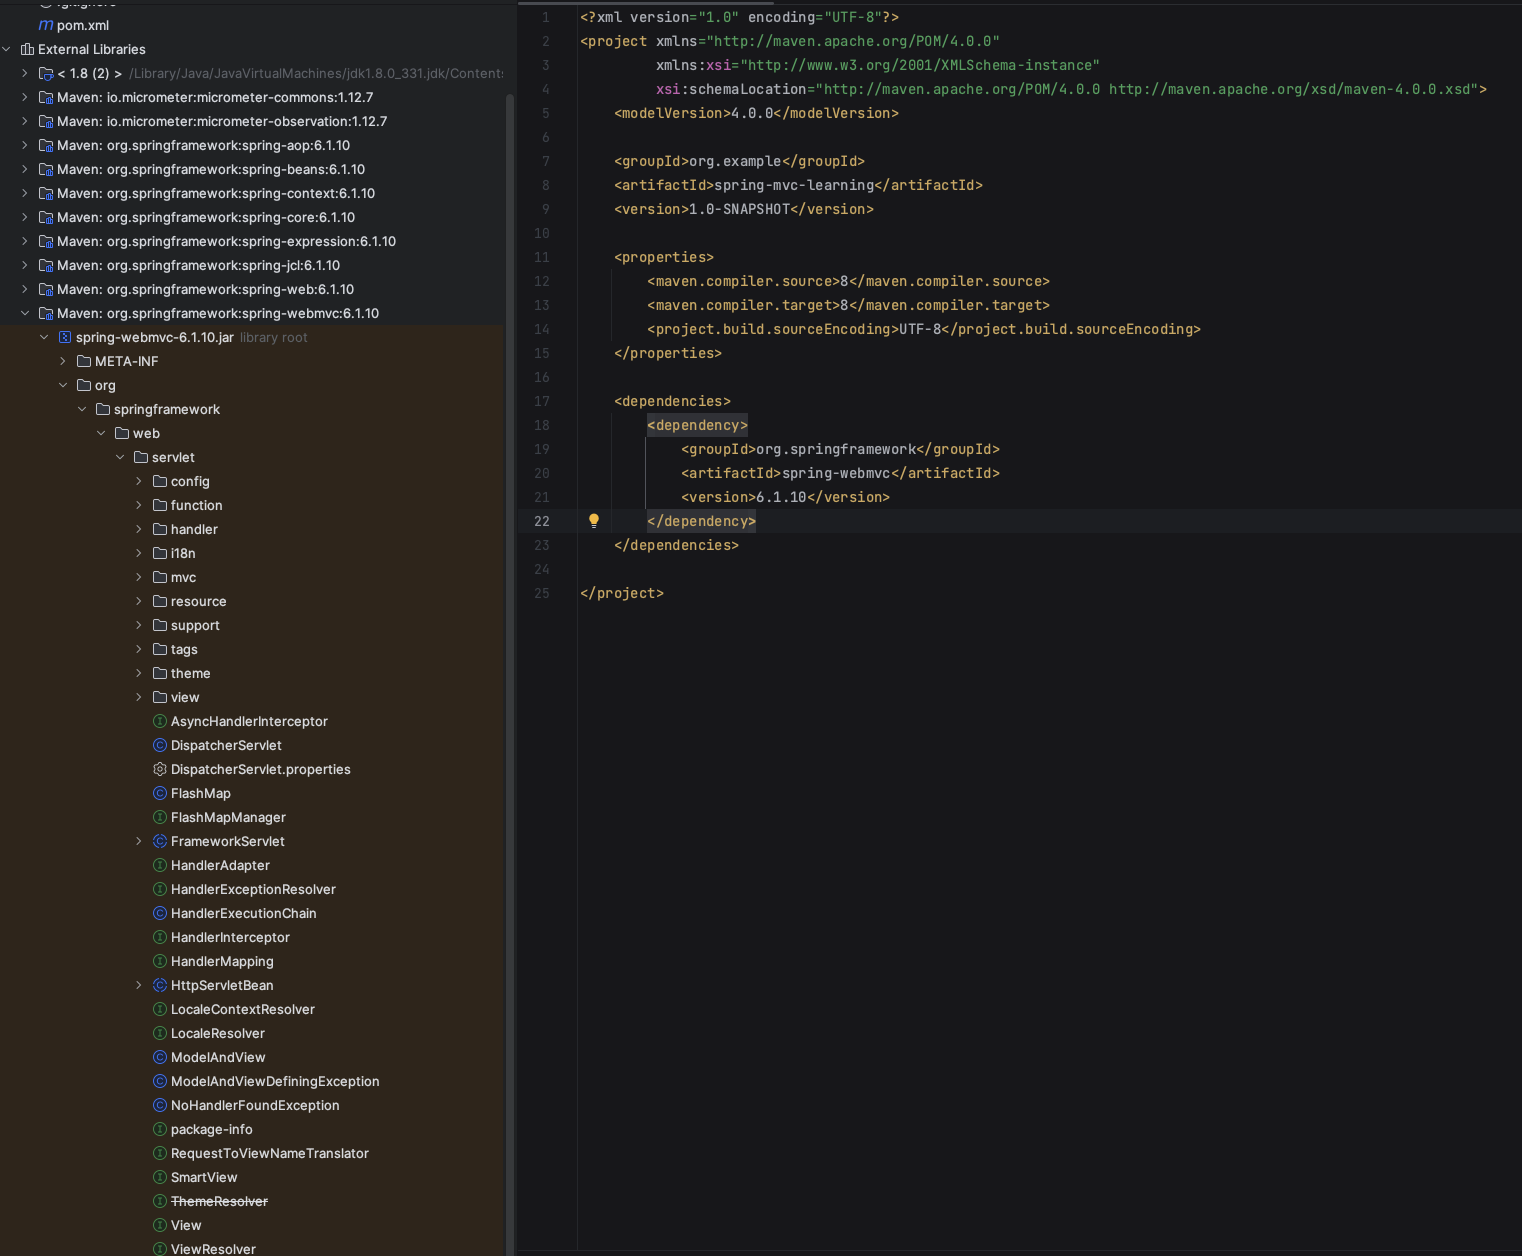 pom.xml
External Libraries
< 1.8 (2) > /Library/Java/JavaVirtualMachines/jdk1.8.0_331.jdk/Content
Maven: io.micrometer:micrometer-commons:1.12.7
Maven: io.micrometer:micrometer-observation:1.12.7
Maven: org.springframework:spring-aop:6.1.10
Maven: org.springframework:spring-beans:6.1.10
Maven: org.springframework:spring-context:6.1.10
Maven: org.springframework:spring-core:6.1.10
Maven: org.springframework:spring-expression:6.1.10
Maven: org.springframework:spring-jcl:6.1.10
Maven: org.springframework:spring-web:6.1.10
Maven: org.springframework:spring-webmvc:6.1.10
spring-webmvc-6.1.10.jar library root
META-INF
org
springframework
web
servlet
config
function
handler
i18n
mvc
resource
support
tags
theme
view
AsyncHandlerInterceptor
DispatcherServlet
DispatcherServlet.properties
FlashMap
FlashMapManager
FrameworkServlet
HandlerAdapter
HandlerExceptionResolver
HandlerExecutionChain
HandlerInterceptor
HandlerMapping
HttpServletBean
LocaleContextResolver
LocaleResolver
ModelAndView
ModelAndViewDefiningException
NoHandlerFoundException
package-info
RequestToViewNameTranslator
SmartView
ThemeResolver
View
ViewResolver
1 <?xml version="1.0" encoding="UTF-8"?>
2 <project xmlns="http://maven.apache.org/POM/4.0.0"
3 xmlns:xsi="http://www.w3.org/2001/XMLSchema-instance"
4 xsi:schemaLocation="http://maven.apache.org/POM/4.0.0 http://maven.apache.org/xsd/maven-4.0.0.xsd">
5 <modelVersion>4.0.0</modelVersion>
6
7 <groupId>org.example</groupId>
8 <artifactId>spring-mvc-learning</artifactId>
9 <version>1.0-SNAPSHOT</version>
10
11 <properties>
12 <maven.compiler.source>8</maven.compiler.source>
13 <maven.compiler.target>8</maven.compiler.target>
14 <project.build.sourceEncoding>UTF-8</project.build.sourceEncoding>
15 </properties>
16
17 <dependencies>
18 <dependency>
19 <groupId>org.springframework</groupId>
20 <artifactId>spring-webmvc</artifactId>
21 <version>6.1.10</version>
22 </dependency>
23 </dependencies>
24
25 </project>